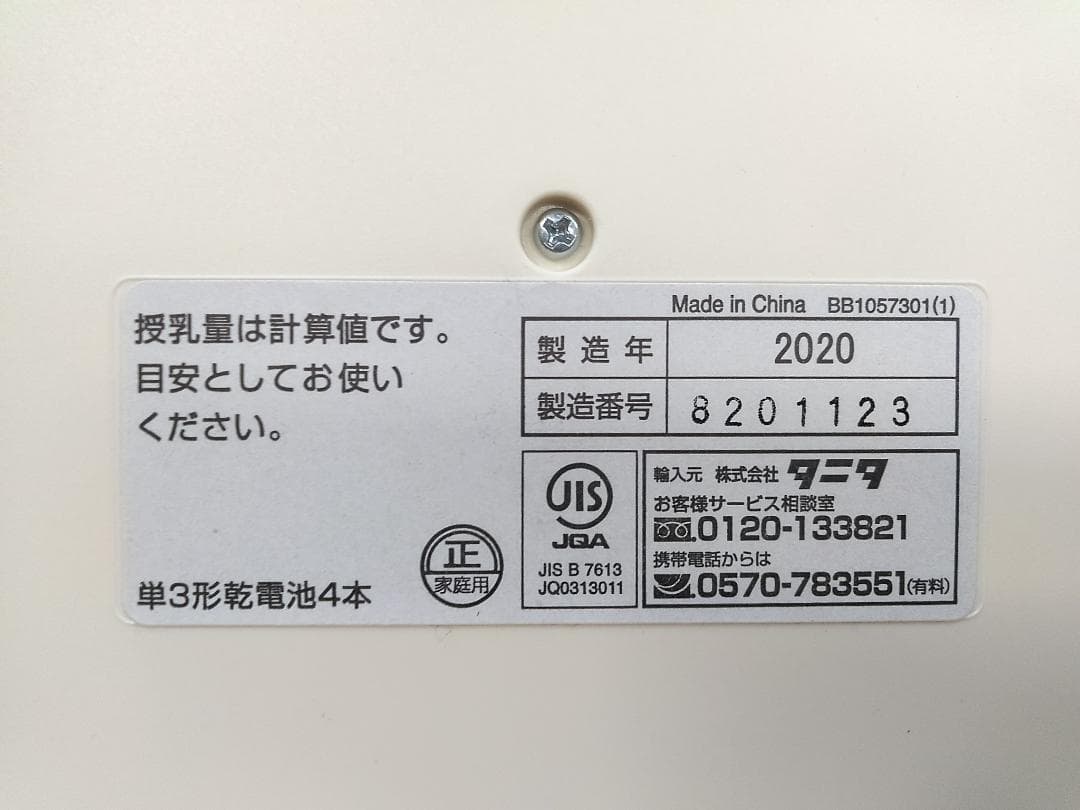 授乳量は計算値です。
目安としてお使い
ください。
単3形乾電池4本
正
家庭用
Made in China BB1057301(1)
製造年 2020
製造番号 8201123
JIS
JQA
JIS B 7613
JQ0313011
輸入元 株式会社 タニタ
お客様サービス相談室
0120-133821
携帯電話からは
0570-783551(有料)